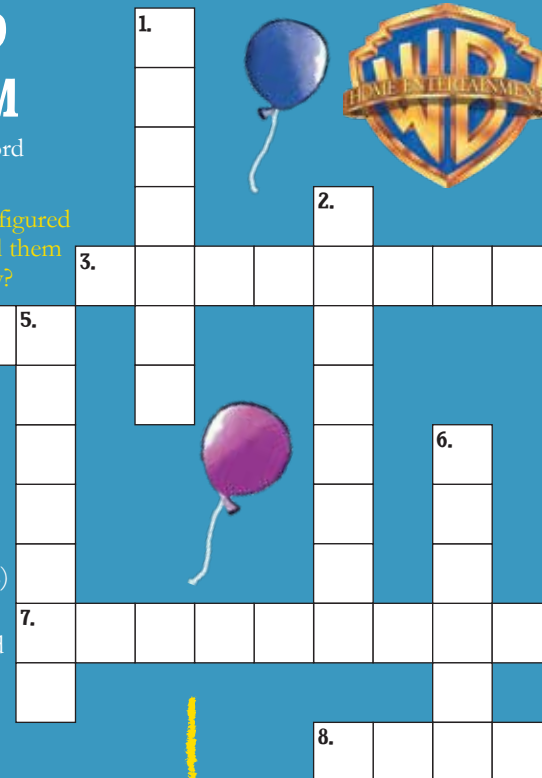 1.
HOME ENTERTAINMENT
WB
M
ord
2.
figured
them
3.
?
5.
6.
)
7.
d
8.